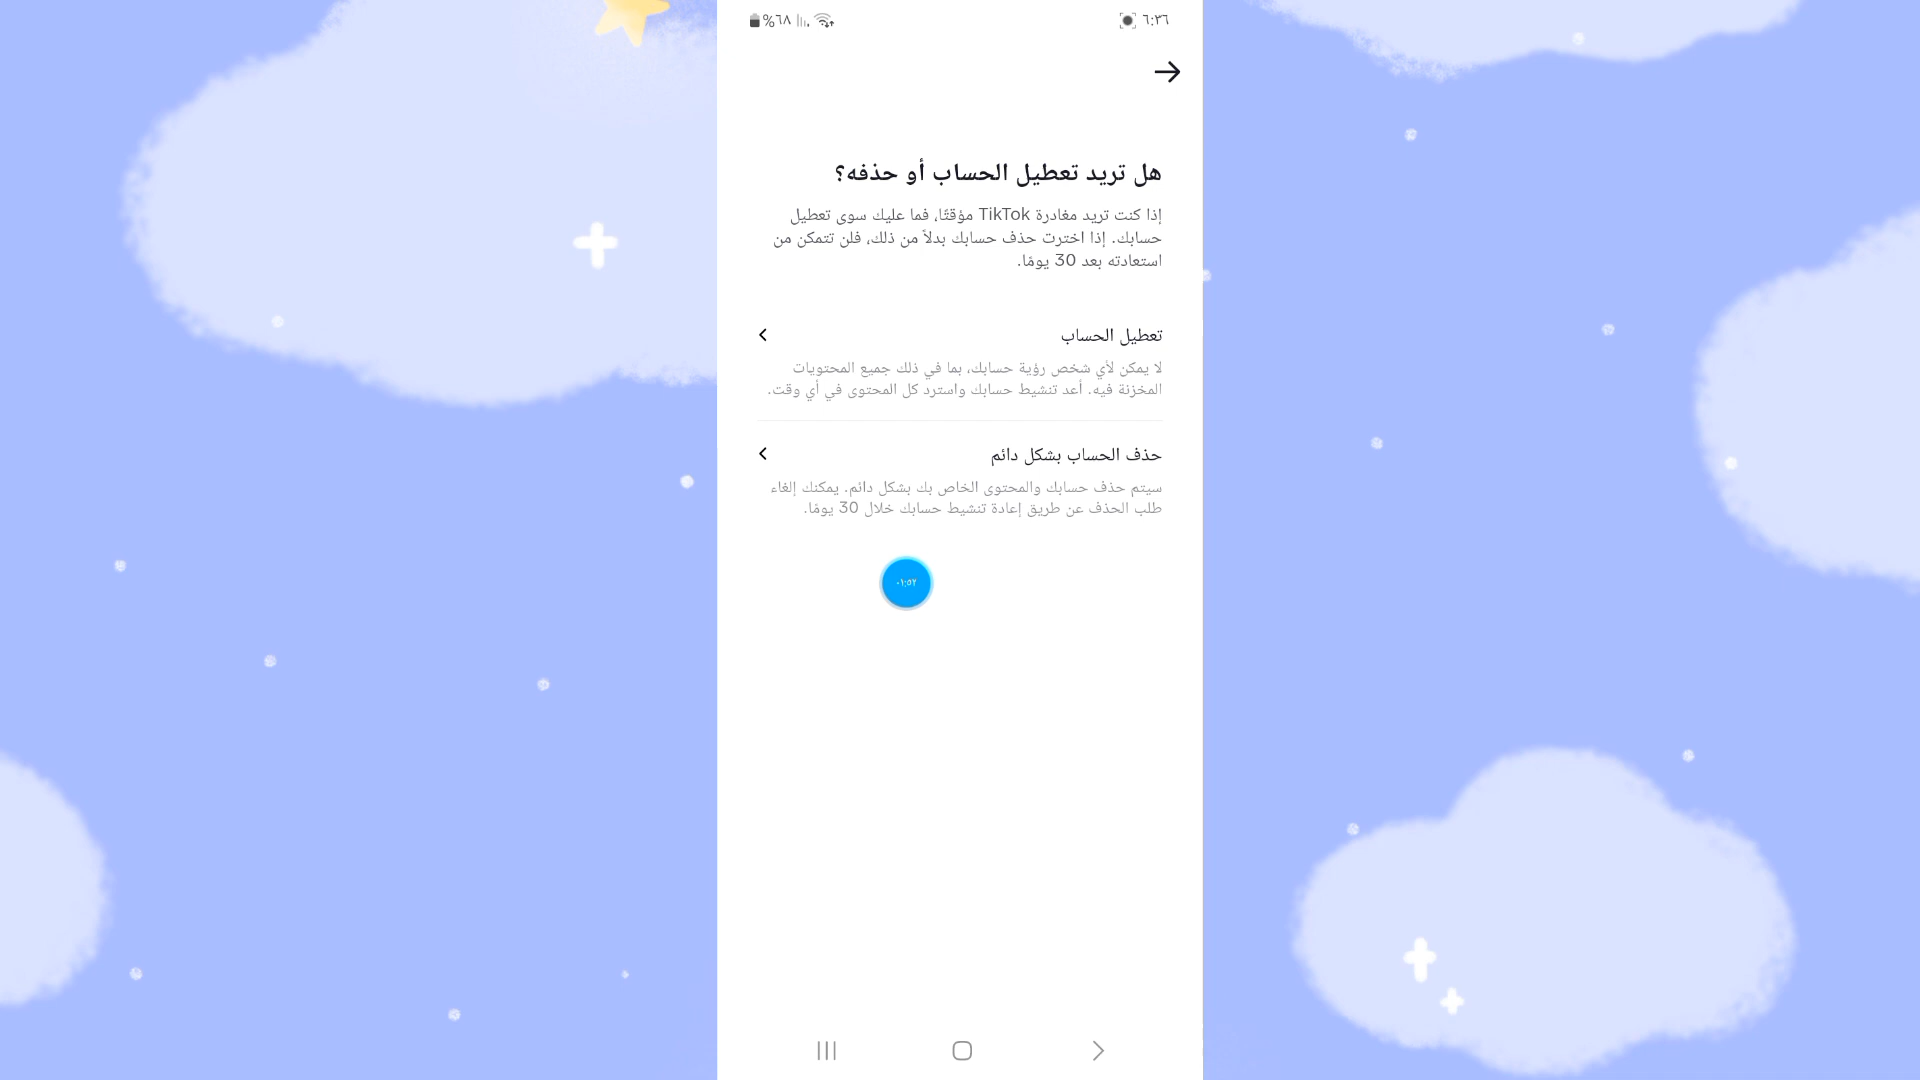 ٦:٣٦
%٦٨
هل تريد تعطيل الحساب أو حذفه؟
إذا كنت تريد مغادرة TikTok مؤقتًا، فما عليك سوى تعطيل
حسابك. إذا اخترت حذف حسابك بدلاً من ذلك، فلن تتمكن من
استعادته بعد 30 يومًا.
تعطيل الحساب
لا يمكن لأي شخص رؤية حسابك، بما في ذلك جميع المحتويات
المخزنة فيه. أعد تنشيط حسابك واسترد كل المحتوى في أي وقت.
حذف الحساب بشكل دائم
سيتم حذف حسابك والمحتوى الخاص بك بشكل دائم. يمكنك إلغاء
طلب الحذف عن طريق إعادة تنشيط حسابك خلال 30 يومًا.
٠١:٥٢